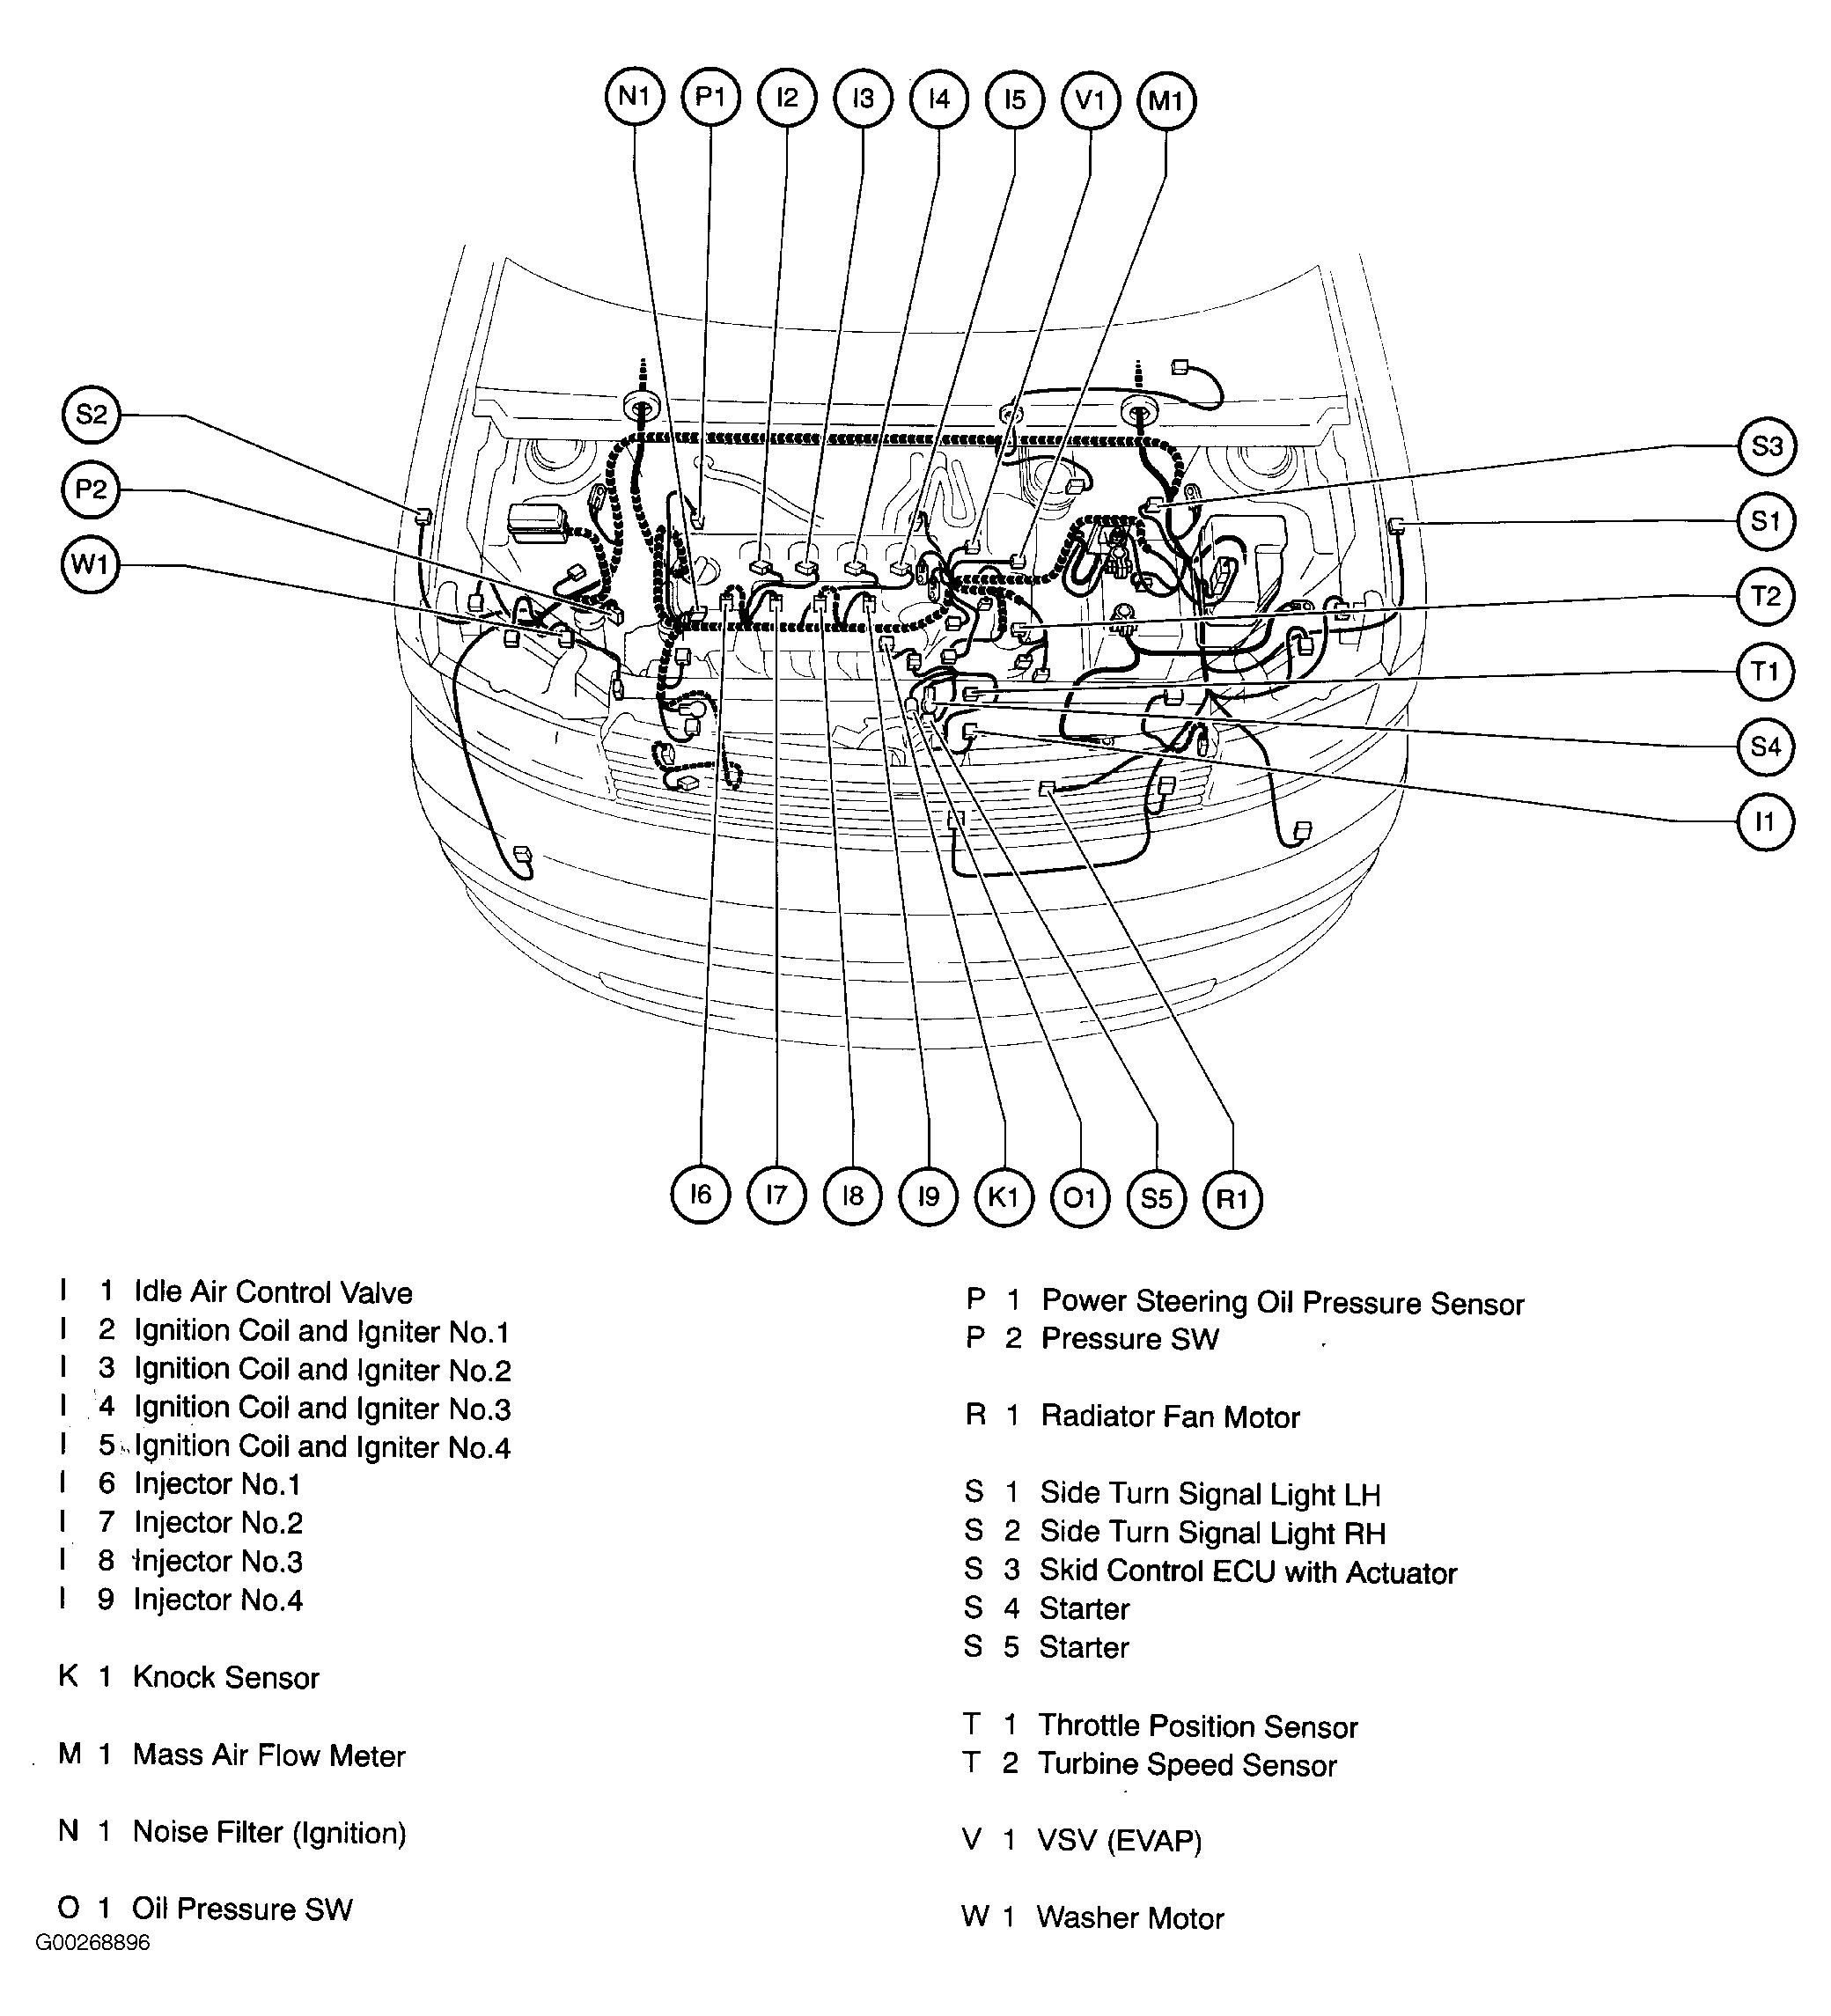 N1 P1 I2 I3 I4 I5 V1 M1
S2
S3
P2
S1
W1
T2
T1
S4
I1
I6 I7 I8 I9 K1 O1 S5 R1
I 1 Idle Air Control Valve
I 2 Ignition Coil and Igniter No.1
I 3 Ignition Coil and Igniter No.2
I 4 Ignition Coil and Igniter No.3
I 5 Ignition Coil and Igniter No.4
I 6 Injector No.1
I 7 Injector No.2
I 8 Injector No.3
I 9 Injector No.4
K 1 Knock Sensor
M 1 Mass Air Flow Meter
N 1 Noise Filter (Ignition)
O 1 Oil Pressure SW
P 1 Power Steering Oil Pressure Sensor
P 2 Pressure SW
R 1 Radiator Fan Motor
S 1 Side Turn Signal Light LH
S 2 Side Turn Signal Light RH
S 3 Skid Control ECU with Actuator
S 4 Starter
S 5 Starter
T 1 Throttle Position Sensor
T 2 Turbine Speed Sensor
V 1 VSV (EVAP)
W 1 Washer Motor
G00268896